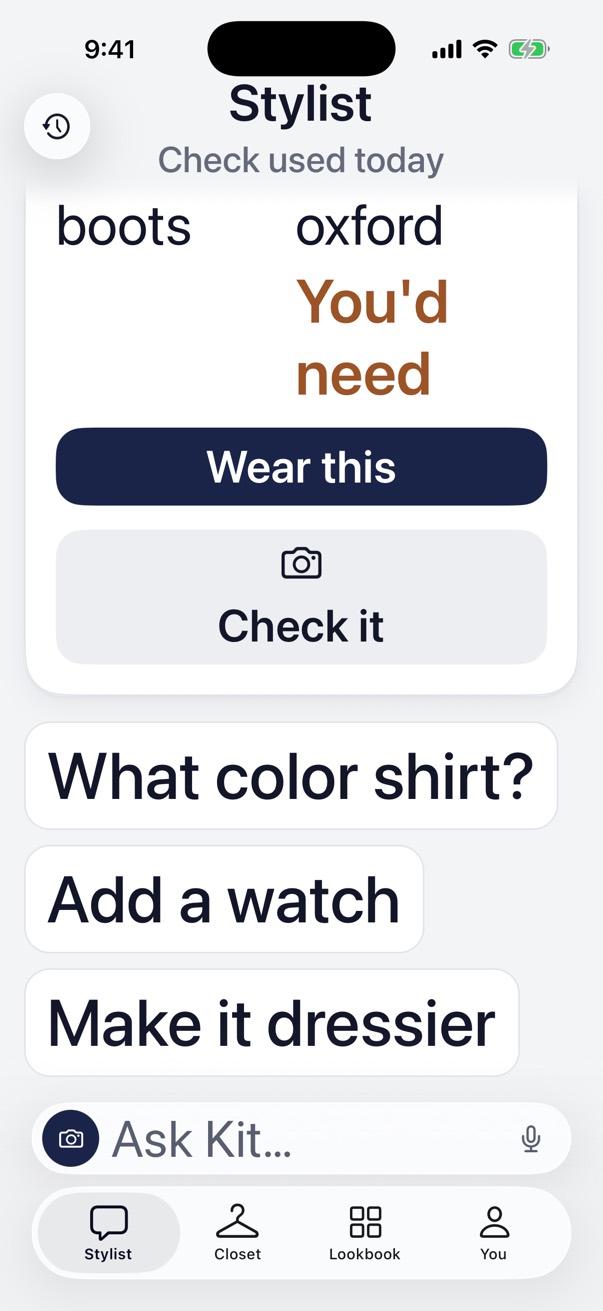 9:41
Stylist
Check used today
boots
oxford
You'd
need
Wear this
Check it
What color shirt?
Add a watch
Make it dressier
Ask Kit...
Stylist
Closet
Lookbook
You